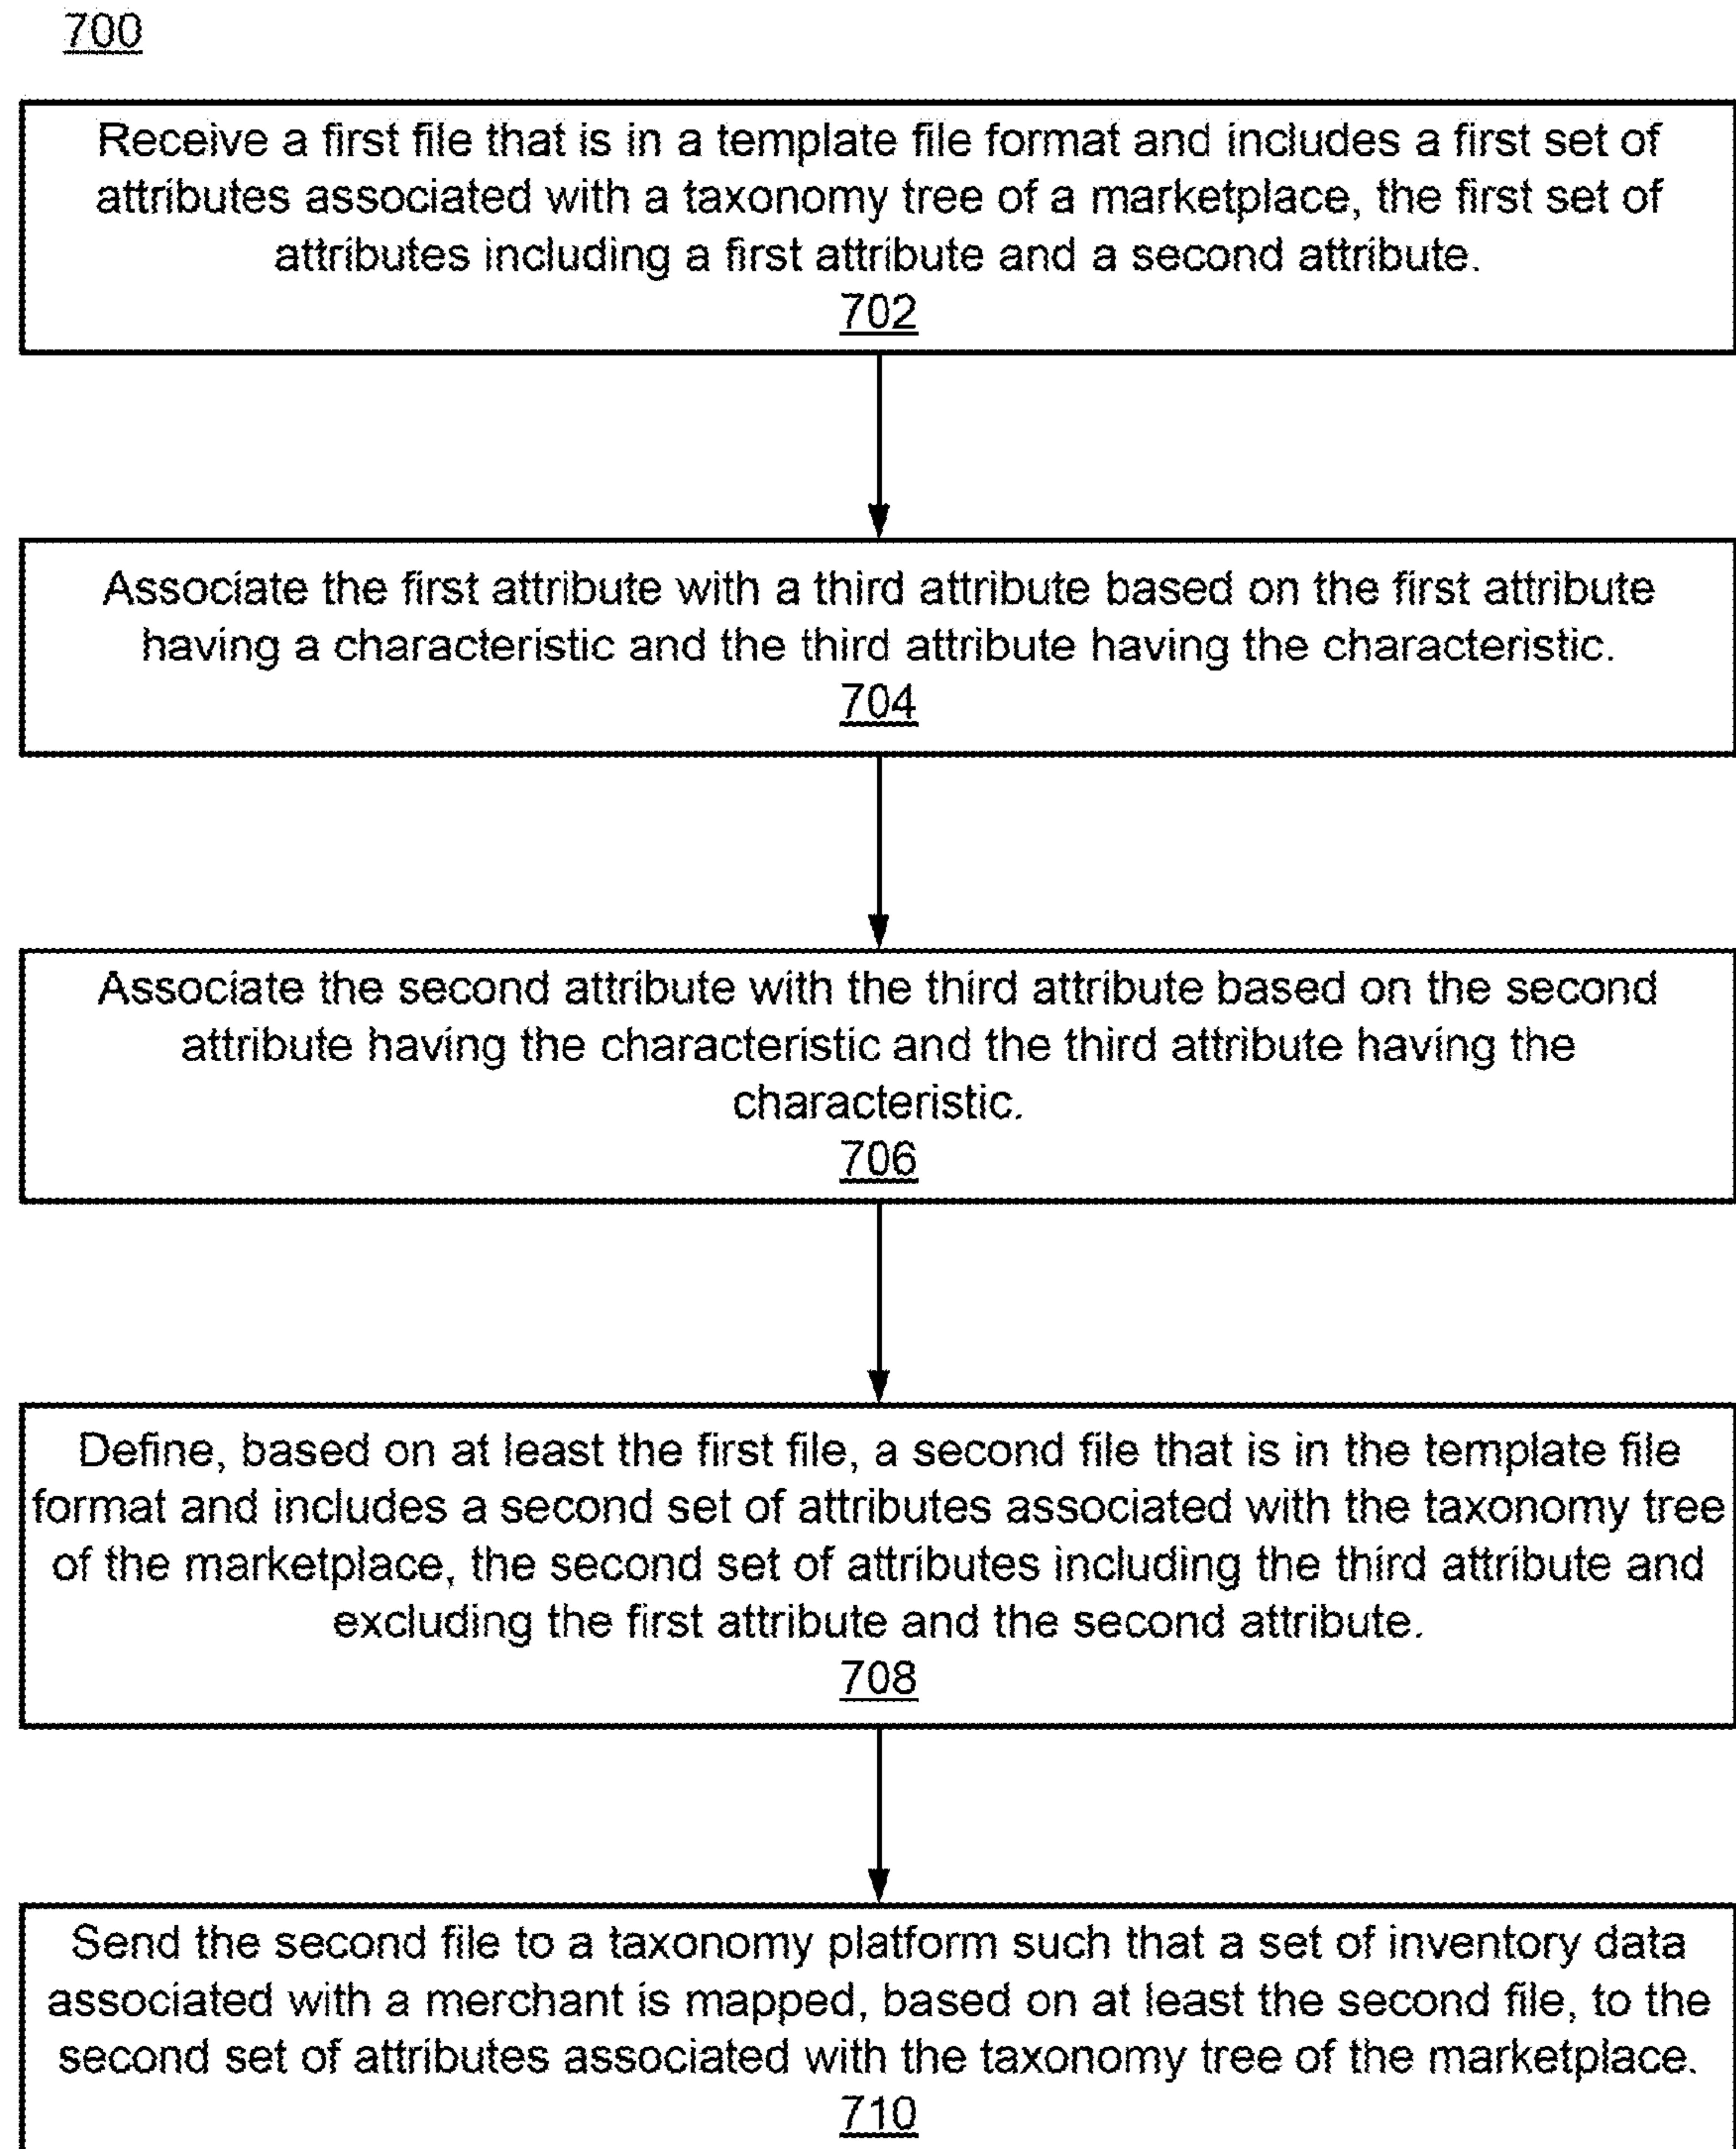 700
Receive a first file that is in a template file format and includes a first set of
attributes associated with a taxonomy tree of a marketplace, the first set of
attributes including a first attribute and a second attribute.
702
Associate the first attribute with a third attribute based on the first attribute
having a characteristic and the third attribute having the characteristic.
704
Associate the second attribute with the third attribute based on the second
attribute having the characteristic and the third attribute having the
characteristic.
706
Define, based on at least the first file, a second file that is in the template file
format and includes a second set of attributes associated with the taxonomy tree
of the marketplace, the second set of attributes including the third attribute and
excluding the first attribute and the second attribute.
708
Send the second file to a taxonomy platform such that a set of inventory data
associated with a merchant is mapped, based on at least the second file, to the
second set of attributes associated with the taxonomy tree of the marketplace.
710